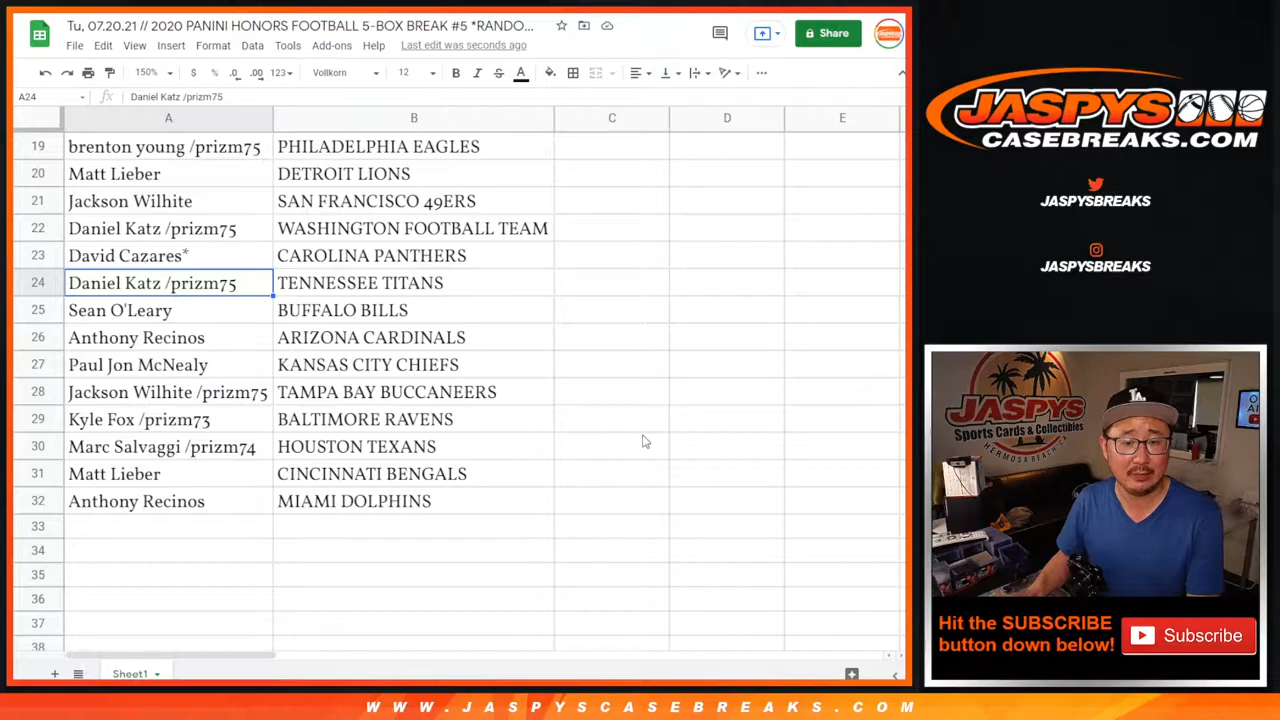 Tu, 07.20.21 // 2020 PANINI HONORS FOOTBALL 5-BOX BREAK #5 *RANDO...
File Edit View Insert Format Data Tools Add-ons Help Last edit was seconds ago
Share
150% $ % .0 .00 123 Vollkorn 12 B I S A
A24 fx Daniel Katz /prizm75
A B C D E
19 brenton young /prizm75 PHILADELPHIA EAGLES
20 Matt Lieber DETROIT LIONS
21 Jackson Wilhite SAN FRANCISCO 49ERS
22 Daniel Katz /prizm75 WASHINGTON FOOTBALL TEAM
23 David Cazares* CAROLINA PANTHERS
24 Daniel Katz /prizm75 TENNESSEE TITANS
25 Sean O'Leary BUFFALO BILLS
26 Anthony Recinos ARIZONA CARDINALS
27 Paul Jon McNealy KANSAS CITY CHIEFS
28 Jackson Wilhite /prizm75 TAMPA BAY BUCCANEERS
29 Kyle Fox /prizm73 BALTIMORE RAVENS
30 Marc Salvaggi /prizm74 HOUSTON TEXANS
31 Matt Lieber CINCINNATI BENGALS
32 Anthony Recinos MIAMI DOLPHINS
33
34
35
36
37
38
Sheet1
JASPYS
CASEBREAKS.COM
JASPYSBREAKS
JASPYSBREAKS
JASPYS
Sports Cards & Collectibles
HERMOSA BEACH, CA
LA
Hit the SUBSCRIBE
button down below!
Subscribe
WWW.JASPYSCASEBREAKS.COM